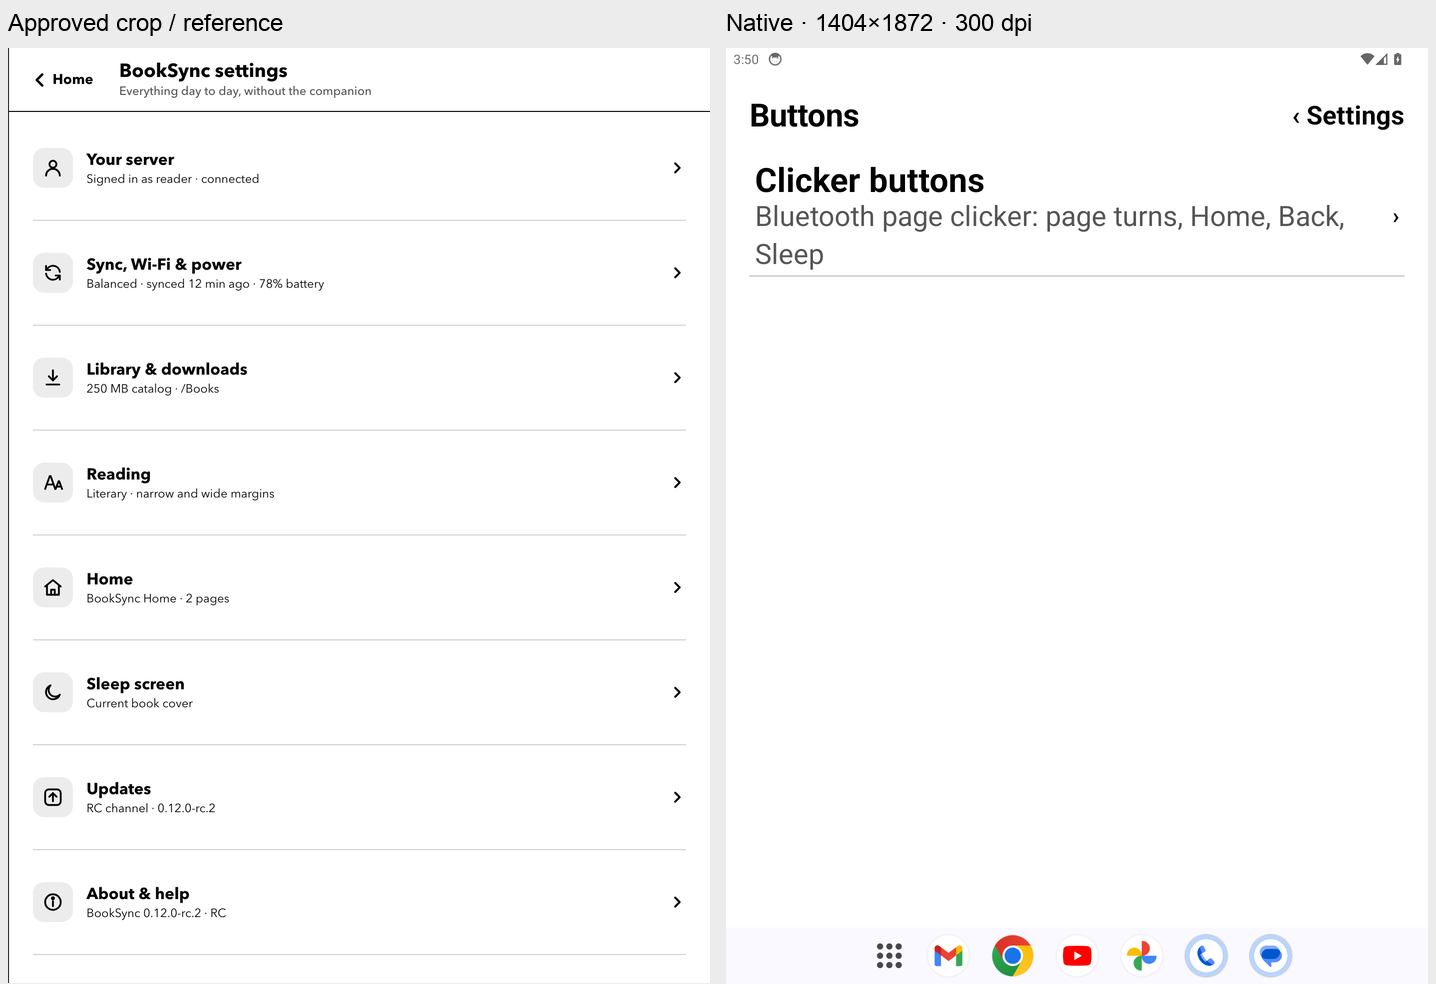 Approved crop / reference
Home
BookSync settings
Everything day to day, without the companion
Your server
Signed in as reader · connected
Sync, Wi-Fi & power
Balanced · synced 12 min ago · 78% battery
Library & downloads
250 MB catalog · /Books
Reading
Literary · narrow and wide margins
Home
BookSync Home · 2 pages
Sleep screen
Current book cover
Updates
RC channel · 0.12.0-rc.2
About & help
BookSync 0.12.0-rc.2 · RC
Native · 1404×1872 · 300 dpi
3:50
Buttons
‹ Settings
Clicker buttons
Bluetooth page clicker: page turns, Home, Back,
Sleep